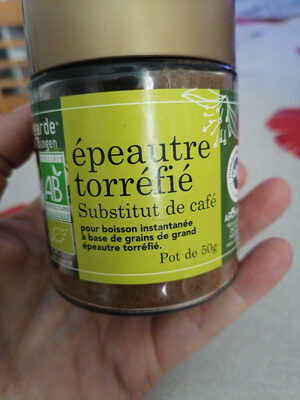 épeautre
torréfié
Substitut de café
pour boisson instantanée
à base de grains de grand
épeautre torréfié.
Pot de 50g
AB